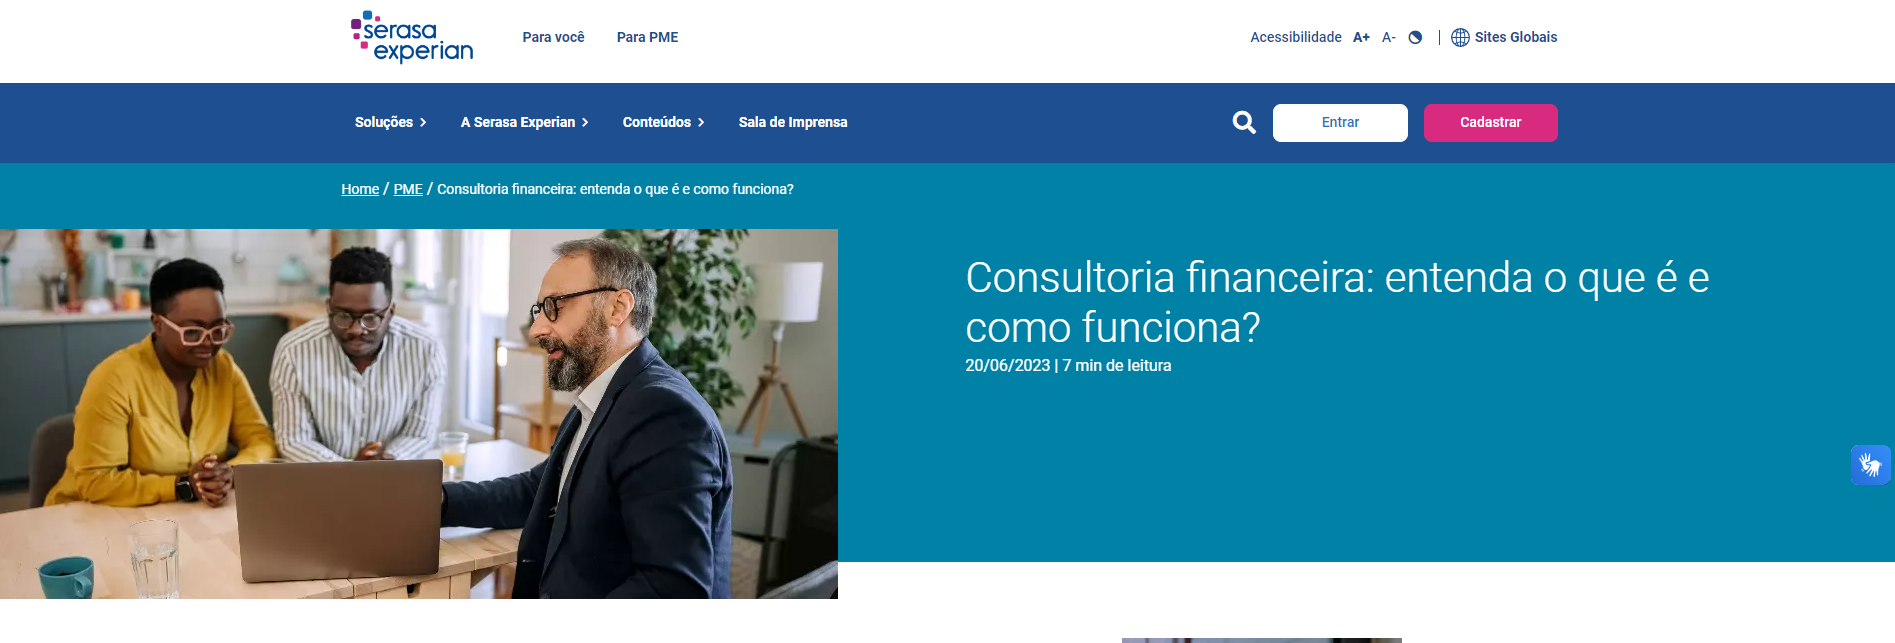 serasa
experian
Para você
Para PME
Acessibilidade A+ A- | Sites Globais
Soluções
A Serasa Experian
Conteúdos
Sala de Imprensa
Entrar
Cadastrar
Home / PME / Consultoria financeira: entenda o que é e como funciona?
Consultoria financeira: entenda o que é e
como funciona?
20/06/2023 | 7 min de leitura